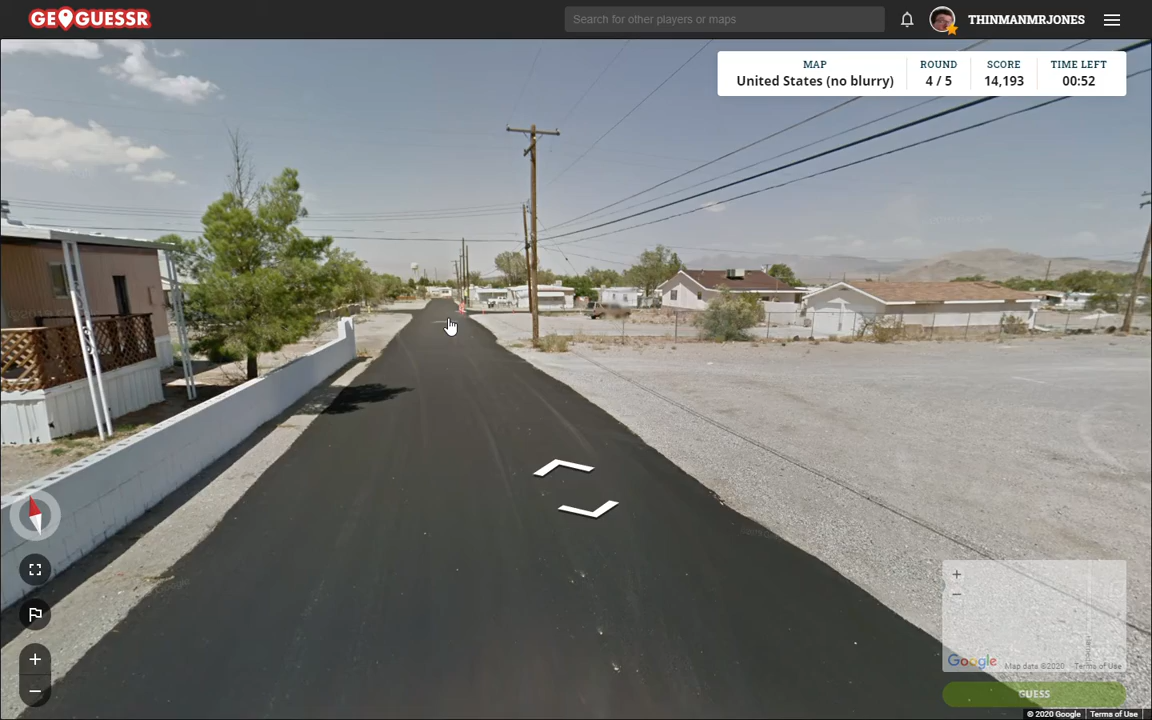 GEOGUESSR
Search for other players or maps
THINMANMRJONES
MAP
United States (no blurry)
ROUND
4 / 5
SCORE
14,193
TIME LEFT
00:52
Google
Map data ©2020
Terms of Use
GUESS
© 2020 Google
Terms of Use